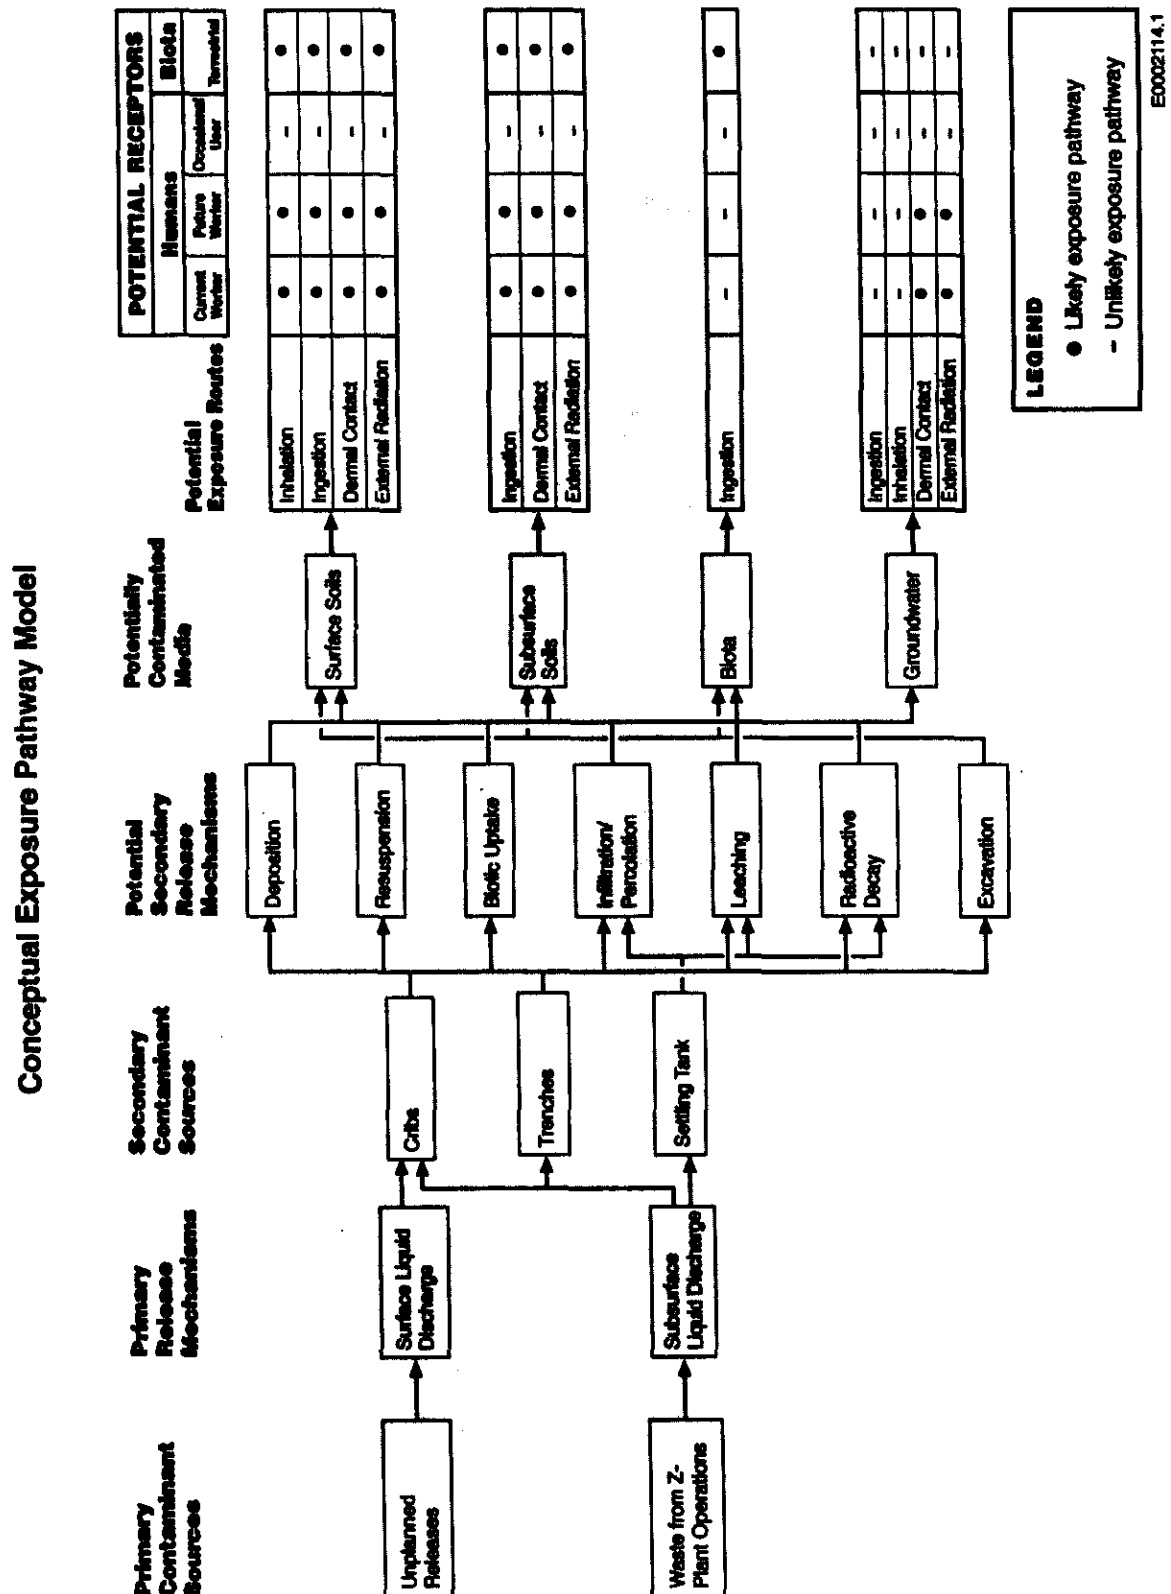 Conceptual Exposure Pathway Model
Primary
Contaminant
Sources
Primary
Release
Mechanisms
Secondary
Contaminant
Sources
Potential
Secondary
Release
Mechanisms
Potentially
Contaminated
Media
Potential
Exposure Routes
POTENTIAL RECEPTORS
Humans
Biota
Current
Worker
Future
Worker
Occasional
User
Terrestrial
Unplanned
Releases
Waste from Z-
Plant Operations
Surface Liquid
Discharge
Subsurface
Liquid Discharge
Cribs
Trenches
Settling Tank
Deposition
Resuspension
Biotic Uptake
Infiltration/
Percolation
Leaching
Radioactive
Decay
Excavation
Surface Soils
Subsurface
Soils
Biota
Groundwater
Inhalation ● ● - ●
Ingestion ● ● - ●
Dermal Contact ● ● - ●
External Radiation ● ● - ●
Ingestion ● ● - ●
Dermal Contact ● ● - ●
External Radiation ● ● - ●
Ingestion - - - ●
Ingestion - - - -
Inhalation - - - -
Dermal Contact ● ● - -
External Radiation ● ● - -
LEGEND
● Likely exposure pathway
- Unlikely exposure pathway
E0002114.1